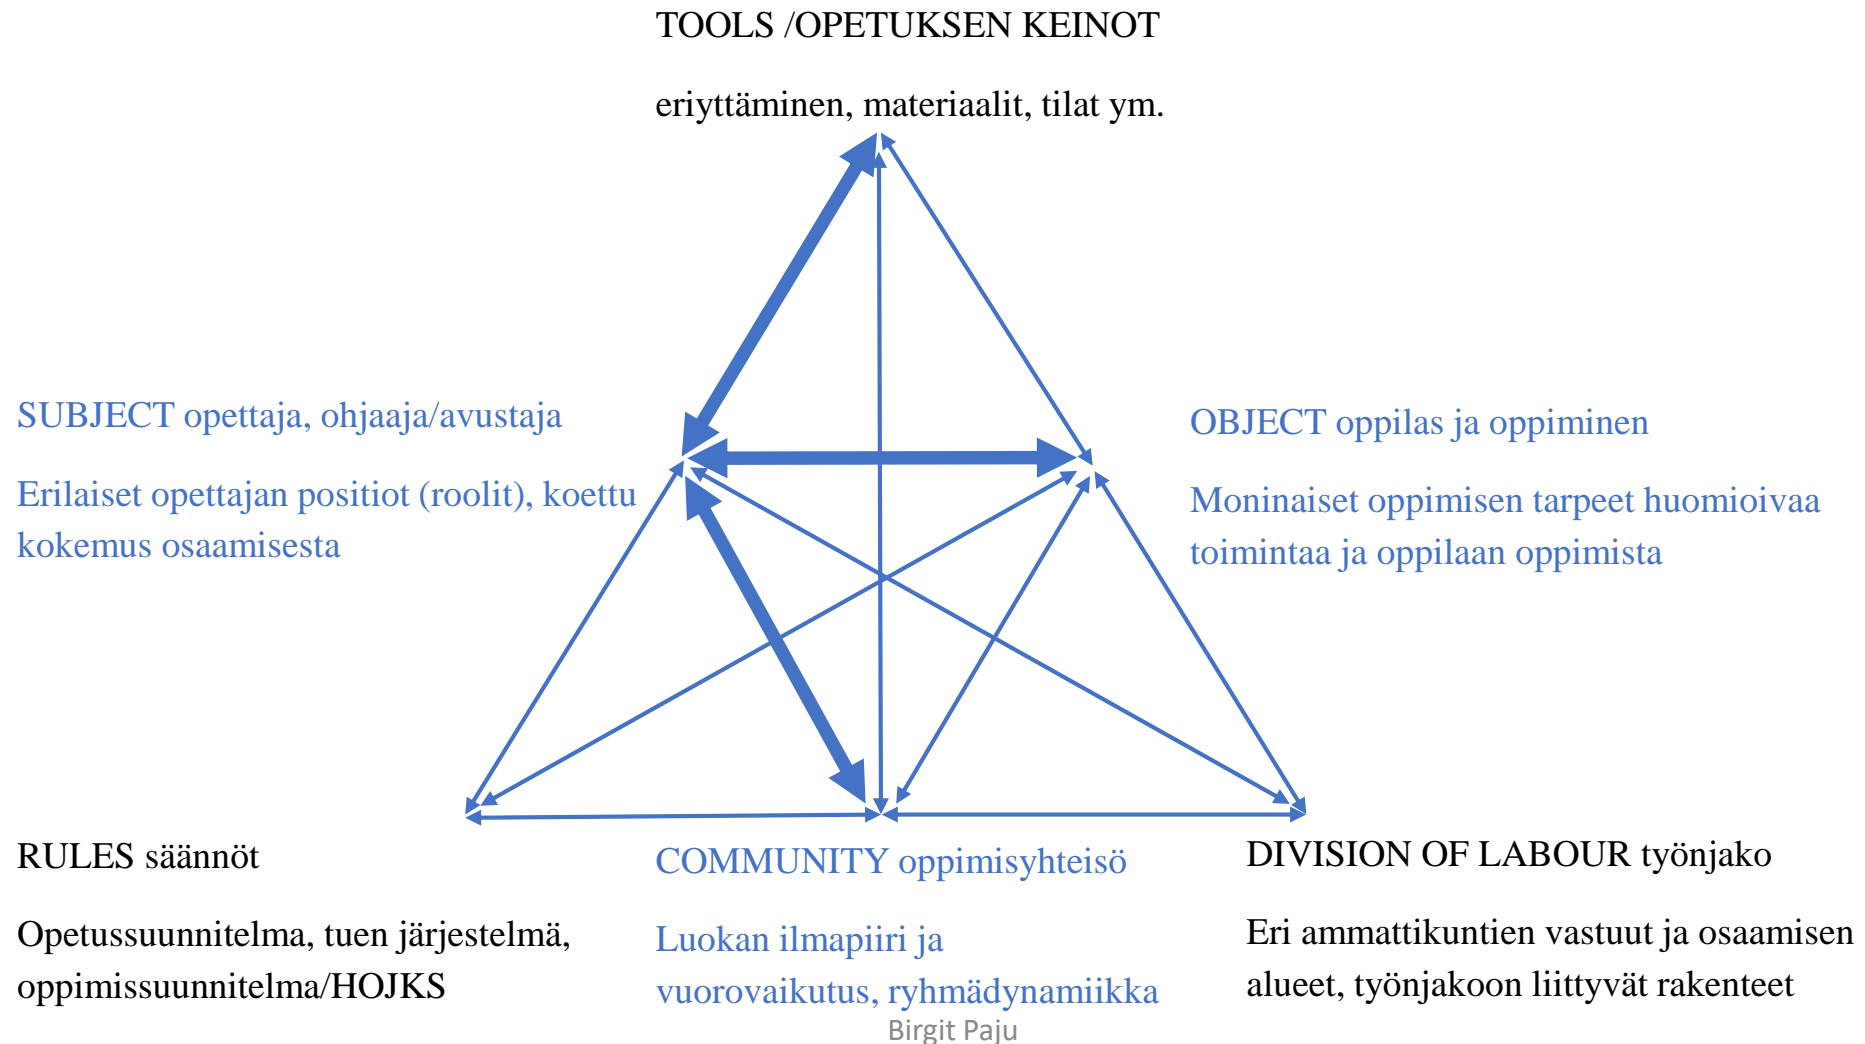 TOOLS /OPETUKSEN KEINOT
eriyttäminen, materiaalit, tilat ym.
SUBJECT opettaja, ohjaaja/avustaja
Erilaiset opettajan positiot (roolit), koettu
kokemus osaamisesta
OBJECT oppilas ja oppiminen
Moninaiset oppimisen tarpeet huomioivaa
toimintaa ja oppilaan oppimista
RULES säännöt
Opetussuunnitelma, tuen järjestelmä,
oppimissuunnitelma/HOJKS
COMMUNITY oppimisyhteisö
Luokan ilmapiiri ja
vuorovaikutus, ryhmädynamiikka
DIVISION OF LABOUR työnjako
Eri ammattikuntien vastuut ja osaamisen
alueet, työnjakoon liittyvät rakenteet
Birgit Paju